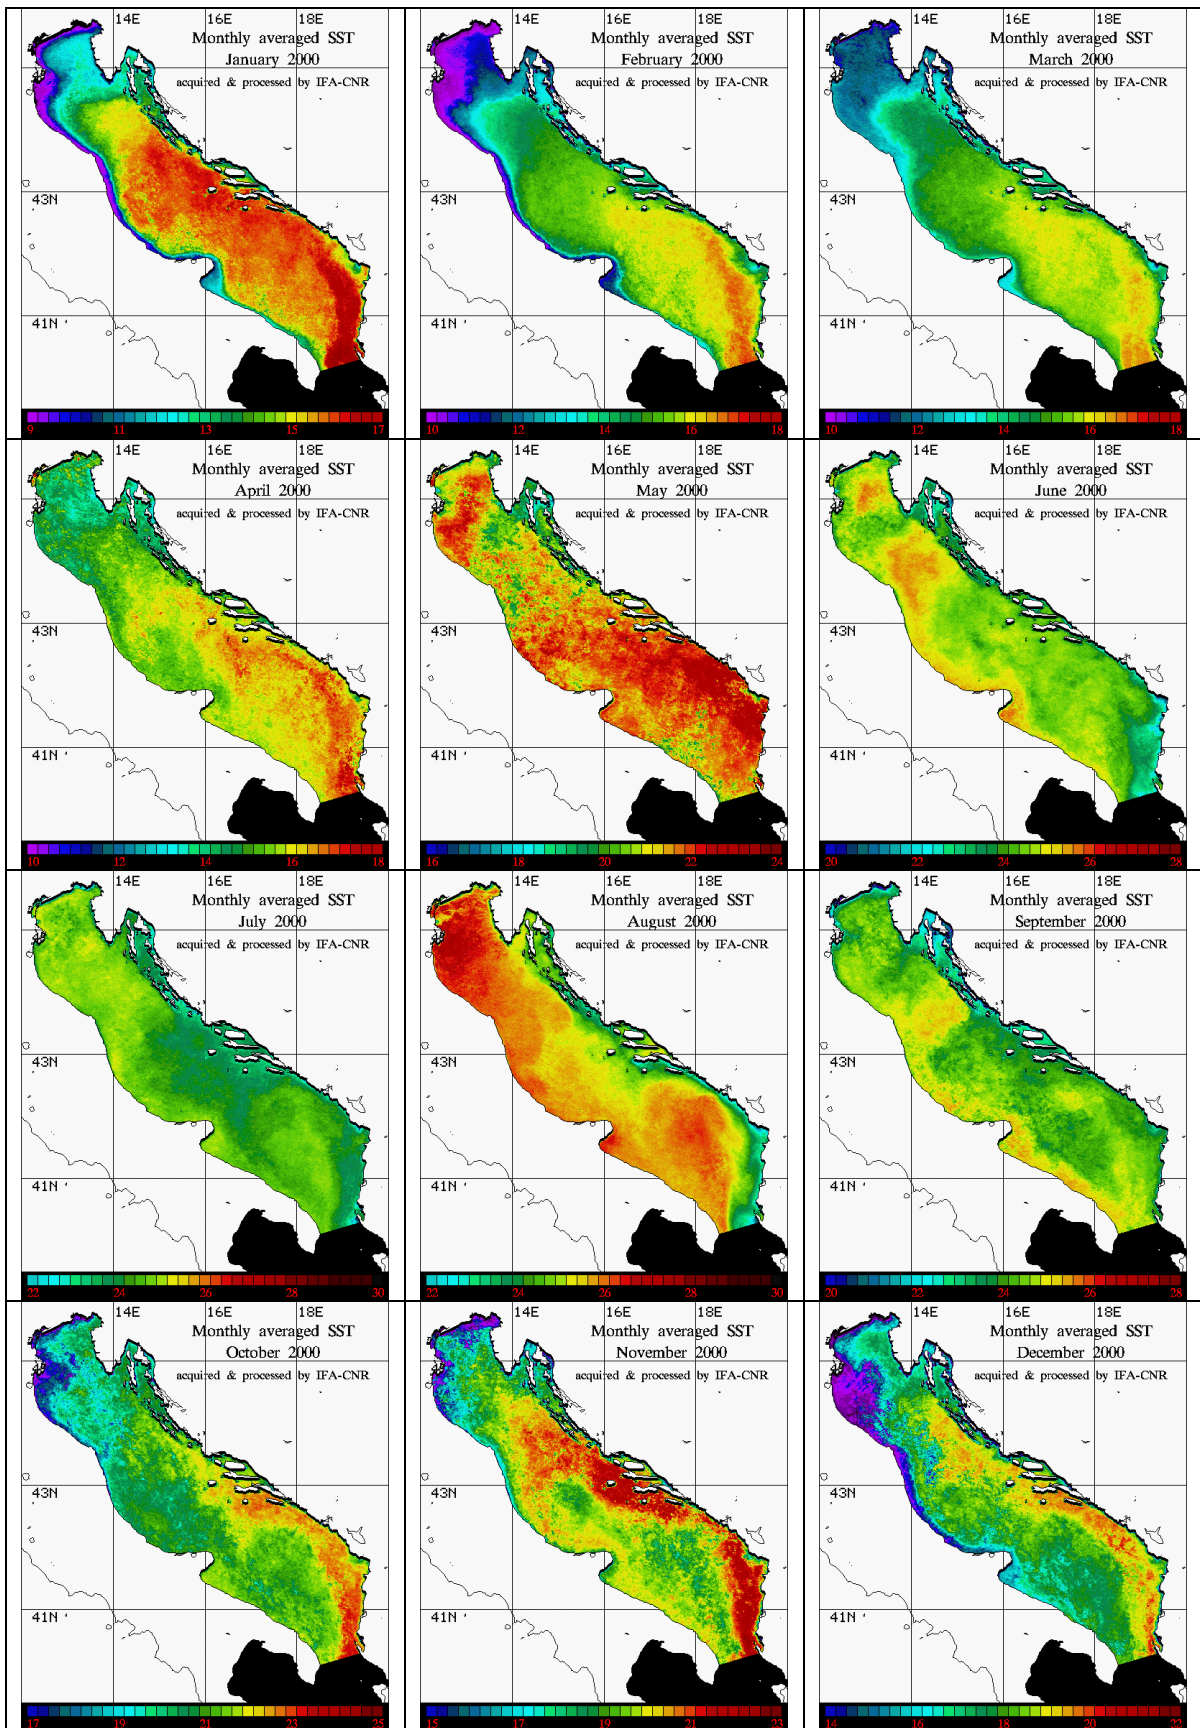 14E 16E 18E
Monthly averaged SST
January 2000
acquired & processed by IFA-CNR
43N
41N '
9 11 13 15 17
14E 16E 18E
Monthly averaged SST
February 2000
acquired & processed by IFA-CNR
43N
41N '
10 12 14 16 18
14E 16E 18E
Monthly averaged SST
March 2000
acquired & processed by IFA-CNR
43N
41N '
10 12 14 16 18
14E 16E 18E
Monthly averaged SST
April 2000
acquired & processed by IFA-CNR
43N
41N '
10 12 14 16 18
14E 16E 18E
Monthly averaged SST
May 2000
acquired & processed by IFA-CNR
43N
41N '
16 18 20 22 24
14E 16E 18E
Monthly averaged SST
June 2000
acquired & processed by IFA-CNR
43N
41N '
20 22 24 26 28
14E 16E 18E
Monthly averaged SST
July 2000
acquired & processed by IFA-CNR
43N
41N '
22 24 26 28 30
14E 16E 18E
Monthly averaged SST
August 2000
acquired & processed by IFA-CNR
43N
41N '
22 24 26 28 30
14E 16E 18E
Monthly averaged SST
September 2000
acquired & processed by IFA-CNR
43N
41N '
20 22 24 26 28
14E 16E 18E
Monthly averaged SST
October 2000
acquired & processed by IFA-CNR
43N
41N '
17 19 21 23 25
14E 16E 18E
Monthly averaged SST
November 2000
acquired & processed by IFA-CNR
43N
41N '
15 17 19 21 23
14E 16E 18E
Monthly averaged SST
December 2000
acquired & processed by IFA-CNR
43N
41N '
14 16 18 20 22